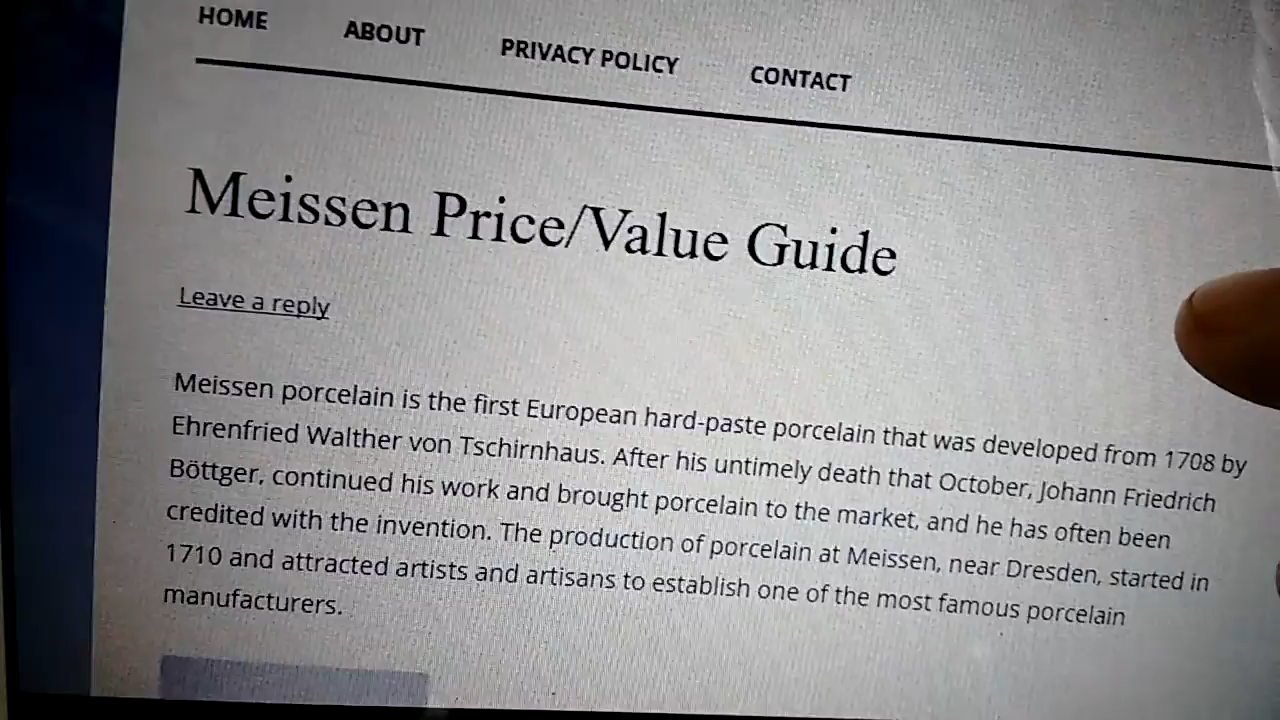 HOME ABOUT PRIVACY POLICY CONTACT
Meissen Price/Value Guide
Leave a reply
Meissen porcelain is the first European hard-paste porcelain that was developed from 1708 by
Ehrenfried Walther von Tschirnhaus. After his untimely death that October, Johann Friedrich
Böttger, continued his work and brought porcelain to the market, and he has often been
credited with the invention. The production of porcelain at Meissen, near Dresden, started in
1710 and attracted artists and artisans to establish one of the most famous porcelain
manufacturers.